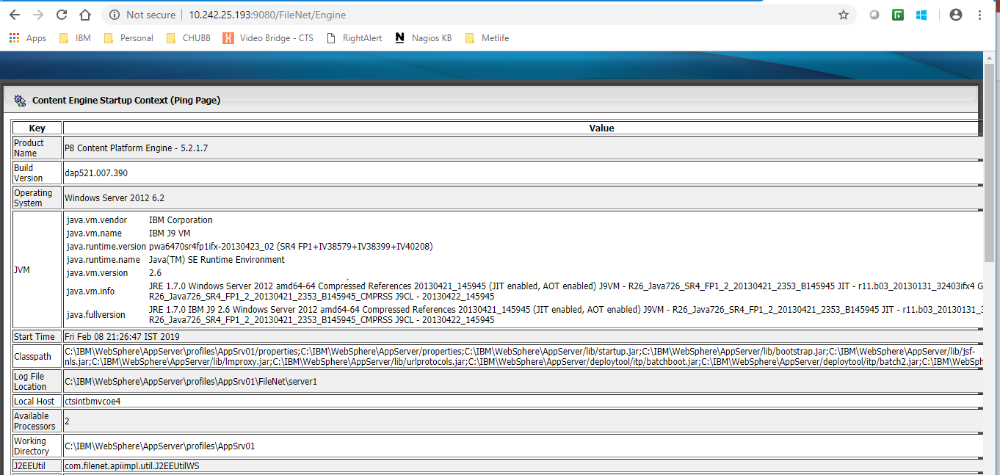 Not secure | 10.242.25.193:9080/FileNet/Engine
Apps IBM Personal CHUBB Video Bridge - CTS RightAlert Nagios KB Metlife
Content Engine Startup Context (Ping Page)
Key Value
Product Name P8 Content Platform Engine - 5.2.1.7
Build Version dap521.007.390
Operating System Windows Server 2012 6.2
JVM
java.vm.vendor IBM Corporation
java.vm.name IBM J9 VM
java.runtime.version pwa6470sr4fp1ifx-20130423_02 (SR4 FP1+IV38579+IV38399+IV40208)
java.runtime.name Java(TM) SE Runtime Environment
java.vm.version 2.6
java.vm.info JRE 1.7.0 Windows Server 2012 amd64-64 Compressed References 20130421_145945 (JIT enabled, AOT enabled) J9VM - R26_Java726_SR4_FP1_2_20130421_2353_B145945 JIT - r11.b03_20130131_32403ifx4 G
R26_Java726_SR4_FP1_2_20130421_2353_B145945_CMPRSS J9CL - 20130422_145945
java.fullversion JRE 1.7.0 IBM J9 2.6 Windows Server 2012 amd64-64 Compressed References 20130421_145945 (JIT enabled, AOT enabled) J9VM - R26_Java726_SR4_FP1_2_20130421_2353_B145945 JIT - r11.b03_20130131_3
R26_Java726_SR4_FP1_2_20130421_2353_B145945_CMPRSS J9CL - 20130422_145945
Start Time Fri Feb 08 21:26:47 IST 2019
Classpath C:\IBM\WebSphere\AppServer\profiles\AppSrv01/properties;C:\IBM\WebSphere\AppServer/properties;C:\IBM\WebSphere\AppServer/lib/startup.jar;C:\IBM\WebSphere\AppServer/lib/bootstrap.jar;C:\IBM\WebSphere\AppServer/lib/jsf-
nls.jar;C:\IBM\WebSphere\AppServer/lib/lmproxy.jar;C:\IBM\WebSphere\AppServer/lib/urlprotocols.jar;C:\IBM\WebSphere\AppServer/deploytool/itp/batchboot.jar;C:\IBM\WebSphere\AppServer/deploytool/itp/batch2.jar;C:\IBM\WebSph
Log File Location C:\IBM\WebSphere\AppServer\profiles\AppSrv01\FileNet\server1
Local Host ctsintbmvcoe4
Available Processors 2
Working Directory C:\IBM\WebSphere\AppServer\profiles\AppSrv01
J2EEUtil com.filenet.apiimpl.util.J2EEUtilWS